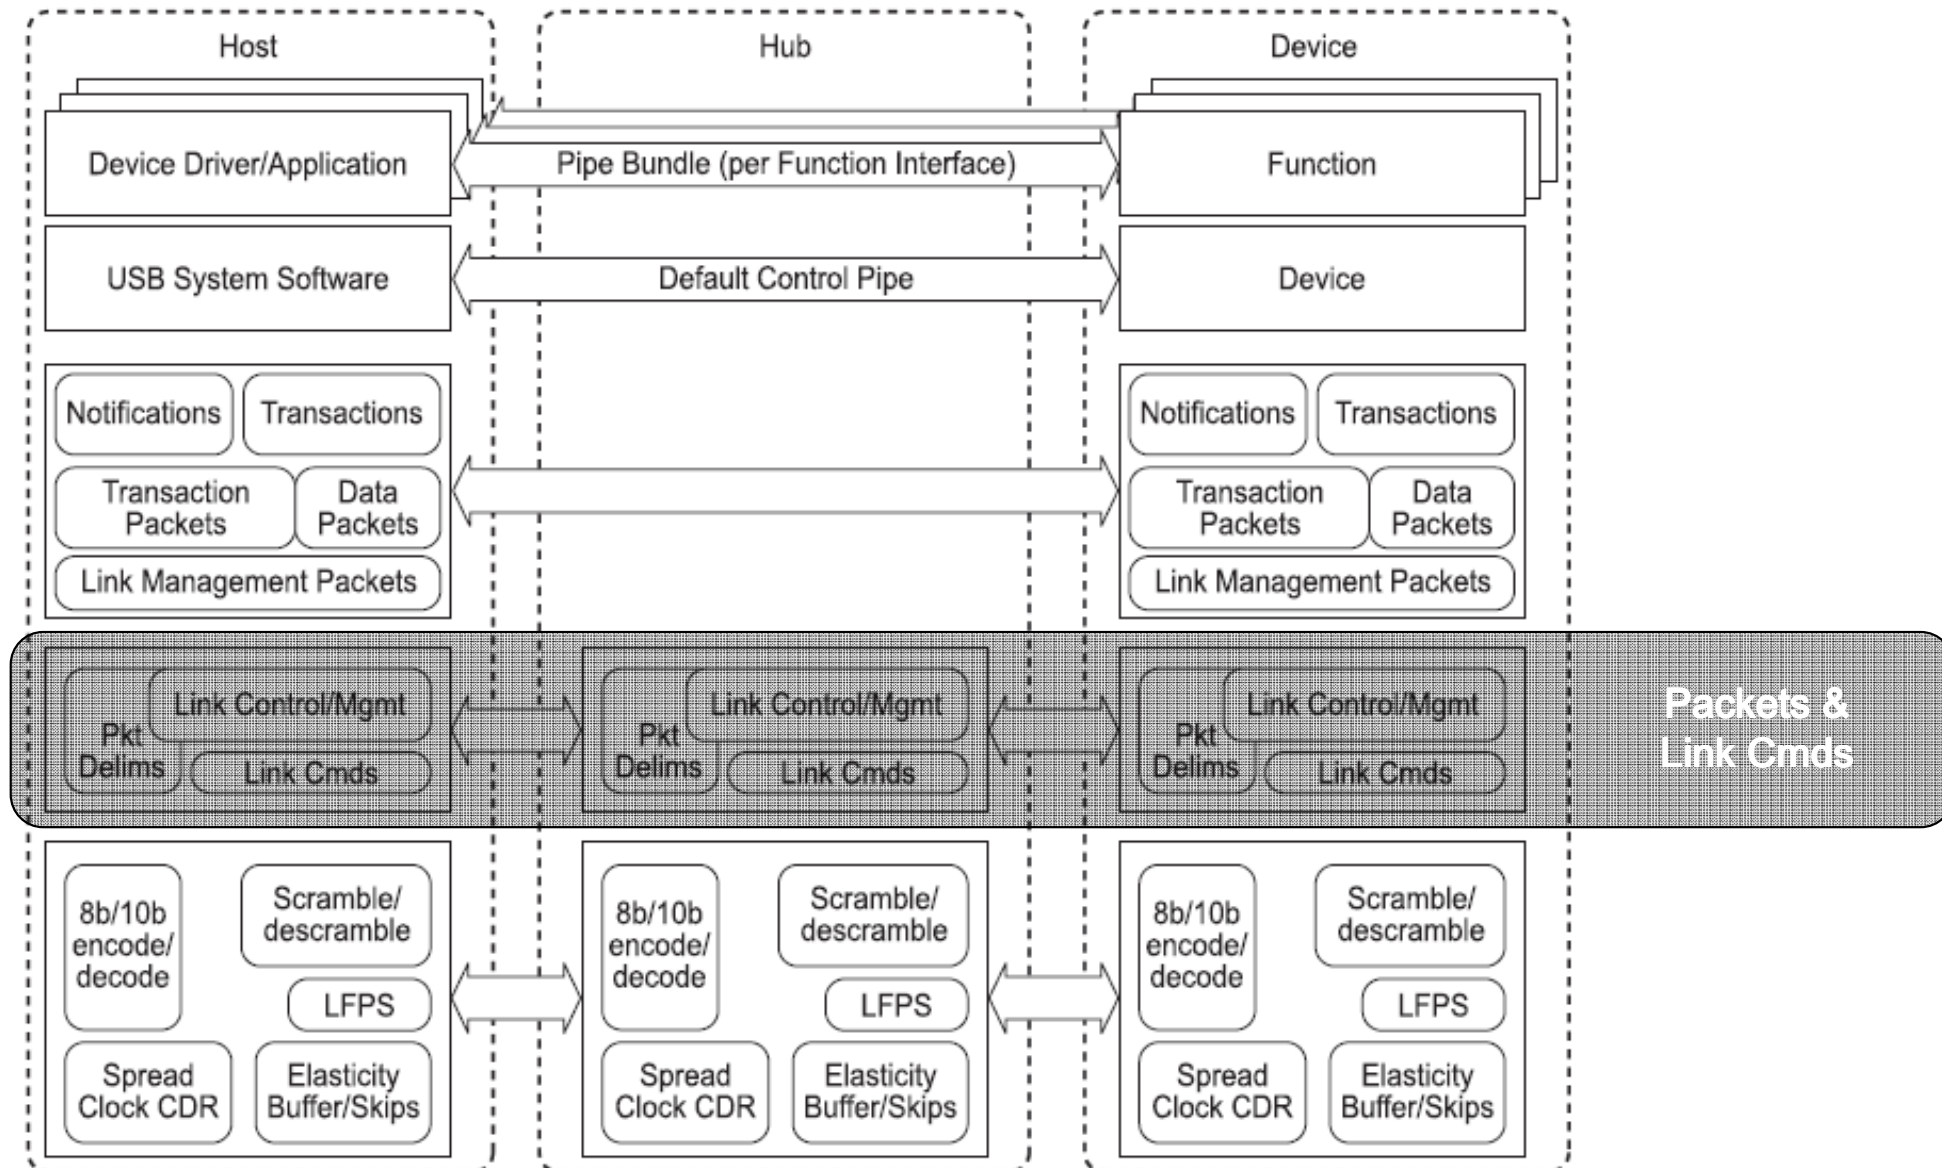 Host
Hub
Device
Device Driver/Application
Pipe Bundle (per Function Interface)
Function
USB System Software
Default Control Pipe
Device
Notifications
Transactions
Transaction
Packets
Data
Packets
Link Management Packets
Notifications
Transactions
Transaction
Packets
Data
Packets
Link Management Packets
Link Control/Mgmt
Pkt
Delims
Link Cmds
Link Control/Mgmt
Pkt
Delims
Link Cmds
Link Control/Mgmt
Pkt
Delims
Link Cmds
Packets &
Link Cmds
8b/10b
encode/
decode
Scramble/
descramble
LFPS
Spread
Clock CDR
Elasticity
Buffer/Skips
8b/10b
encode/
decode
Scramble/
descramble
LFPS
Spread
Clock CDR
Elasticity
Buffer/Skips
8b/10b
encode/
decode
Scramble/
descramble
LFPS
Spread
Clock CDR
Elasticity
Buffer/Skips